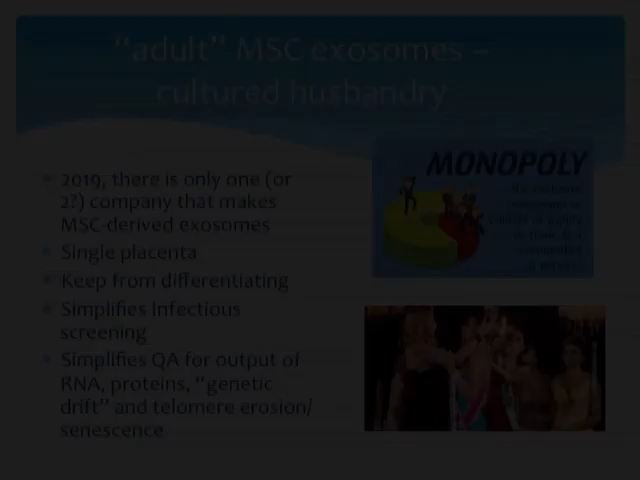 "adult" MSC exosomes –
cultured husbandry
2019, there is only one (or
2?) company that makes
MSC-derived exosomes
Single placenta
Keep from differentiating
Simplifies Infectious
screening
Simplifies QA for output of
RNA, proteins, "genetic
drift" and telomere erosion/
senescence
MONOPOLY